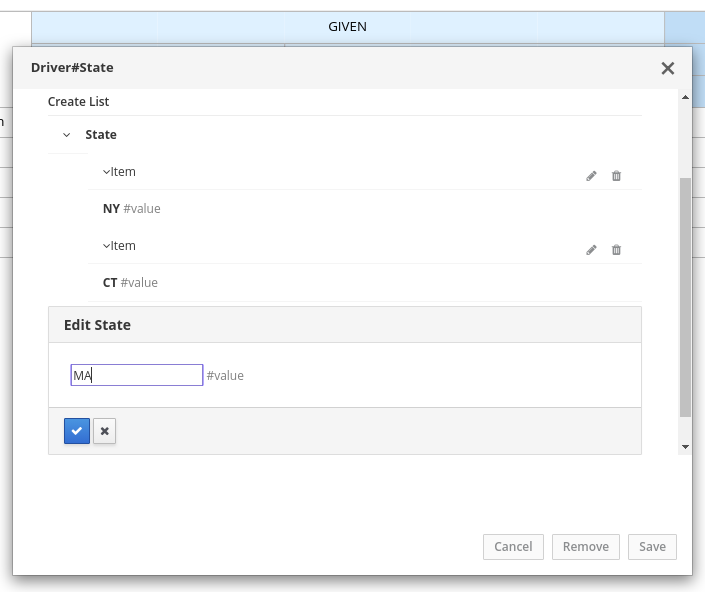 GIVEN
Driver#State
Create List
State
Item
NY #value
Item
CT #value
Edit State
MA #value
Cancel Remove Save